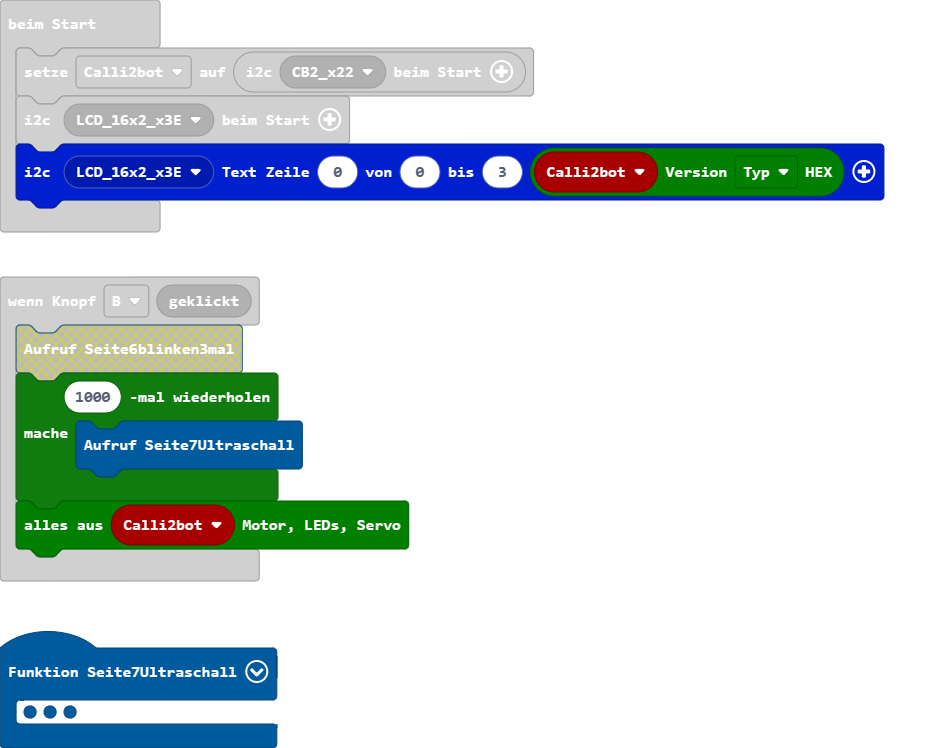 beim Start
setze Calli2bot auf i2c CB2_x22 beim Start
i2c LCD_16x2_x3E beim Start
i2c LCD_16x2_x3E Text Zeile 0 von 0 bis 3 Calli2bot Version Typ HEX
wenn Knopf B geklickt
Aufruf Seite6blinken3mal
1000 -mal wiederholen
mache Aufruf Seite7Ultraschall
alles aus Calli2bot Motor, LEDs, Servo
Funktion Seite7Ultraschall